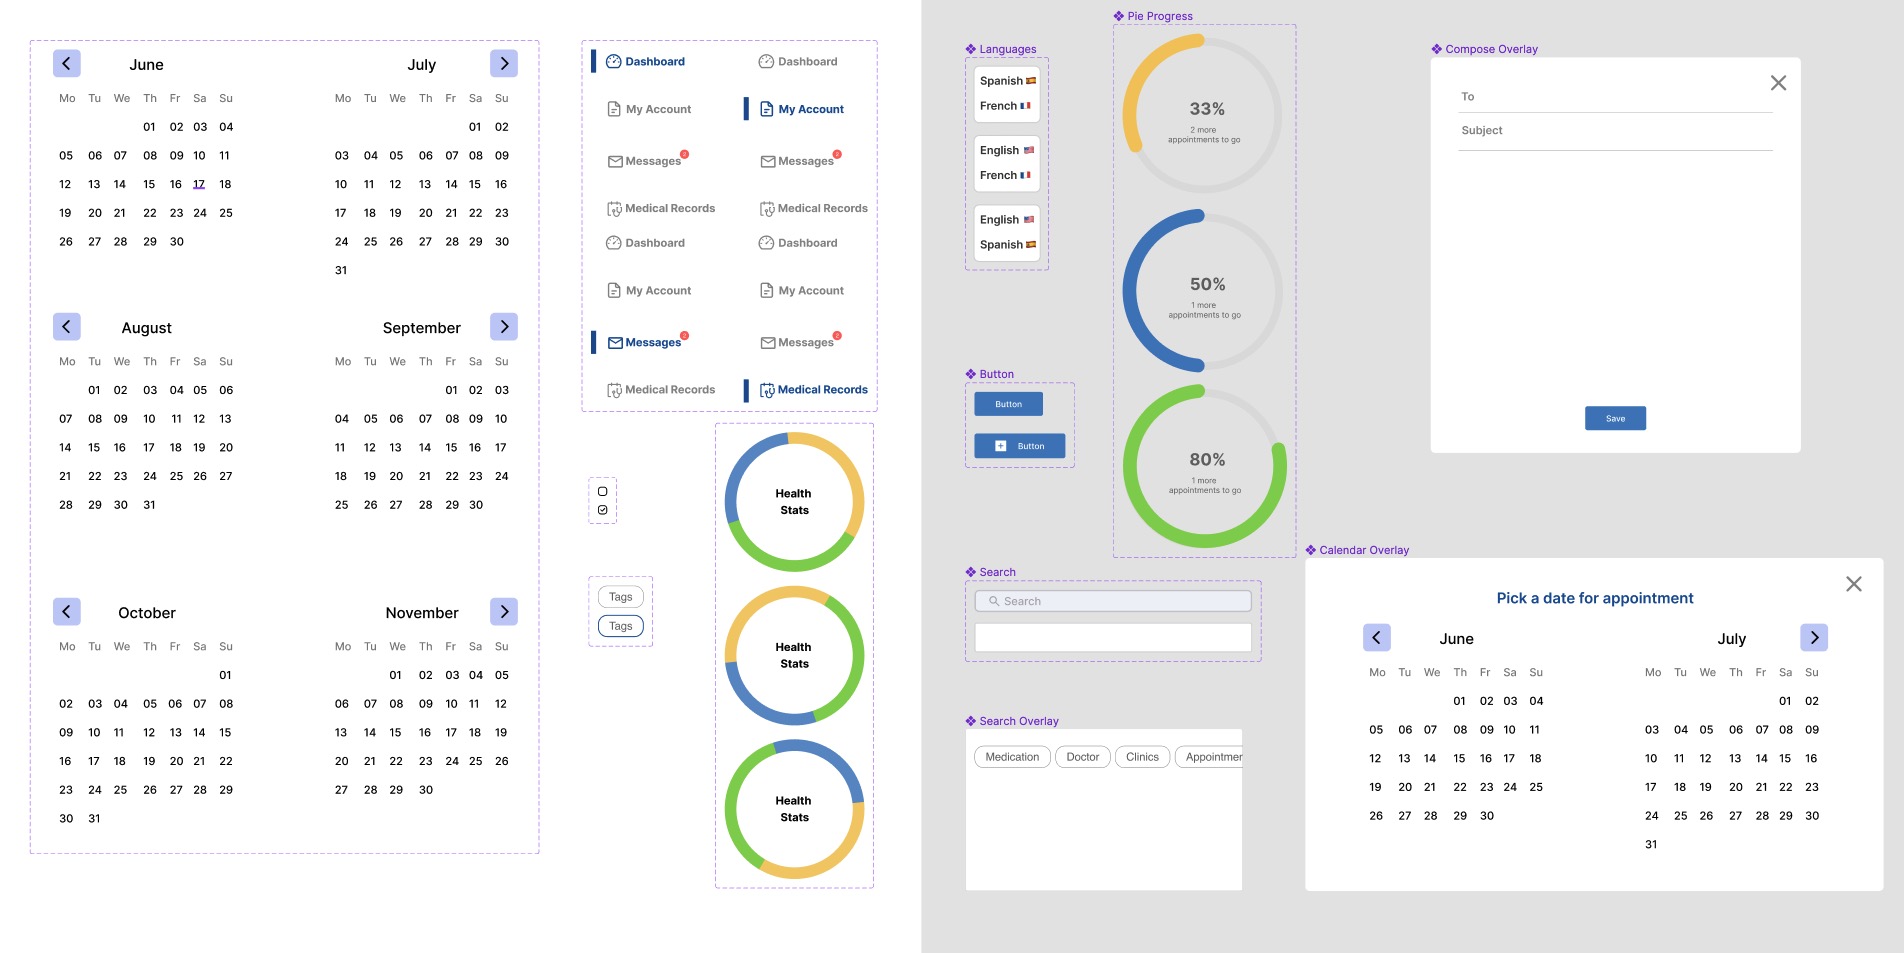 June
Mo Tu We Th Fr Sa Su
01 02 03 04
05 06 07 08 09 10 11
12 13 14 15 16 17 18
19 20 21 22 23 24 25
26 27 28 29 30
July
Mo Tu We Th Fr Sa Su
01 02
03 04 05 06 07 08 09
10 11 12 13 14 15 16
17 18 19 20 21 22 23
24 25 26 27 28 29 30
31
August
Mo Tu We Th Fr Sa Su
01 02 03 04 05 06
07 08 09 10 11 12 13
14 15 16 17 18 19 20
21 22 23 24 25 26 27
28 29 30 31
September
Mo Tu We Th Fr Sa Su
01 02 03
04 05 06 07 08 09 10
11 12 13 14 15 16 17
18 19 20 21 22 23 24
25 26 27 28 29 30
October
Mo Tu We Th Fr Sa Su
01
02 03 04 05 06 07 08
09 10 11 12 13 14 15
16 17 18 19 20 21 22
23 24 25 26 27 28 29
30 31
November
Mo Tu We Th Fr Sa Su
01 02 03 04 05
06 07 08 09 10 11 12
13 14 15 16 17 18 19
20 21 22 23 24 25 26
27 28 29 30
Dashboard
My Account
Messages
Medical Records
Dashboard
My Account
Messages
Medical Records
Dashboard
My Account
Messages
Medical Records
Dashboard
My Account
Messages
Medical Records
Tags
Tags
Health
Stats
Health
Stats
Health
Stats
Languages
Spanish
French
English
French
English
Spanish
Button
Button
Button
Pie Progress
33%
2 more
appointments to go
50%
1 more
appointments to go
80%
1 more
appointments to go
Search
Search
Search Overlay
Medication Doctor Clinics Appointmer
Compose Overlay
To
Subject
Save
Calendar Overlay
Pick a date for appointment
June
Mo Tu We Th Fr Sa Su
01 02 03 04
05 06 07 08 09 10 11
12 13 14 15 16 17 18
19 20 21 22 23 24 25
26 27 28 29 30
July
Mo Tu We Th Fr Sa Su
01 02
03 04 05 06 07 08 09
10 11 12 13 14 15 16
17 18 19 20 21 22 23
24 25 26 27 28 29 30
31